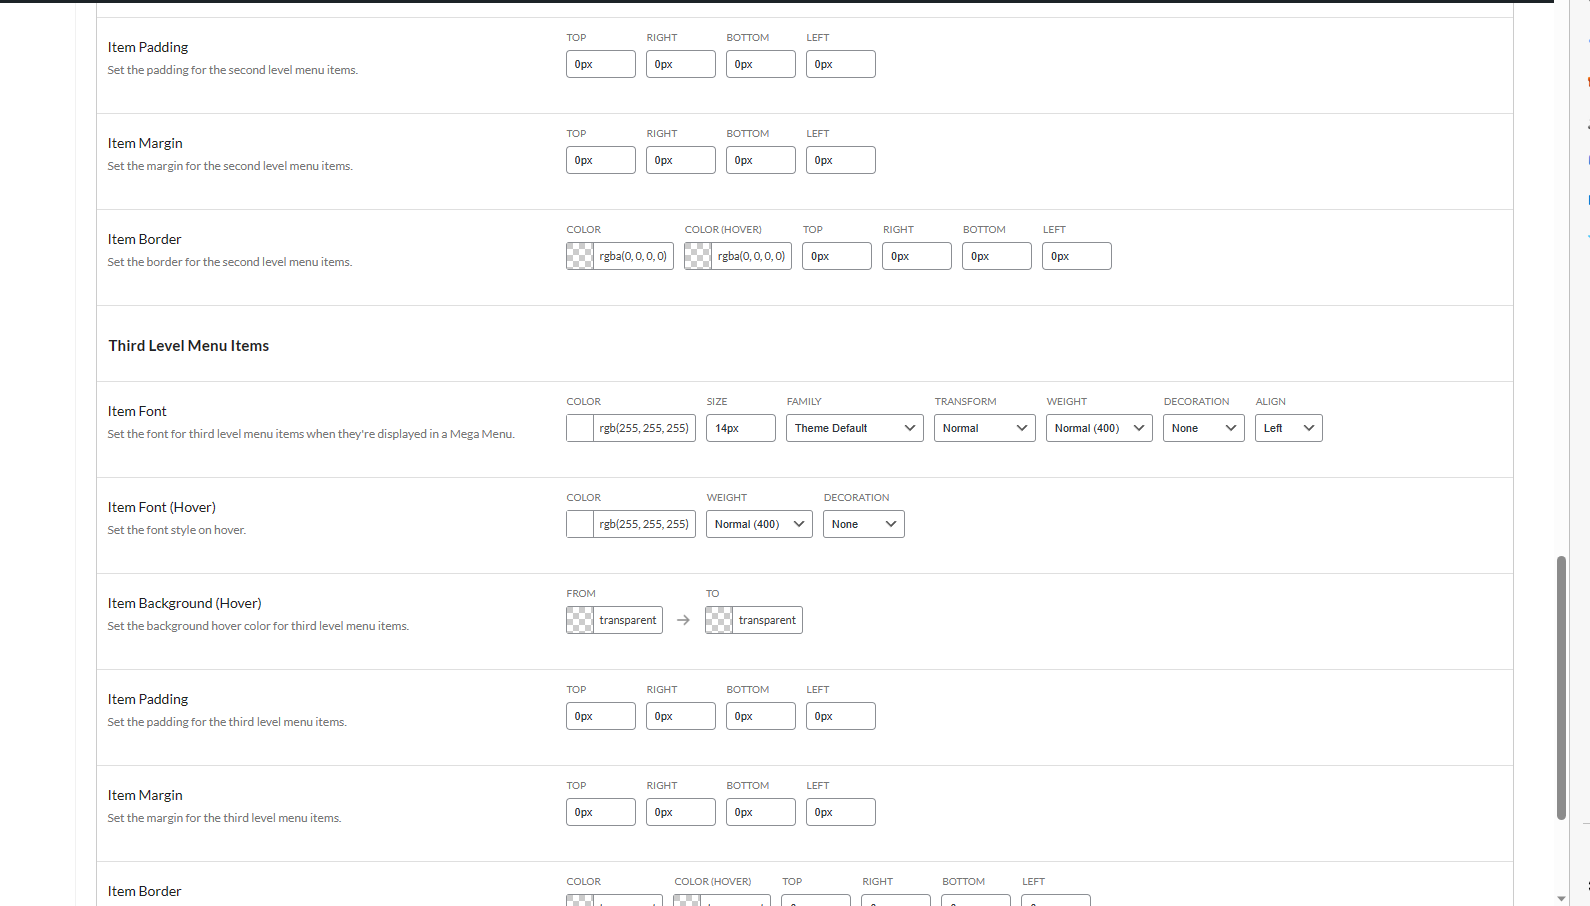 TOP RIGHT BOTTOM LEFT
Item Padding
Set the padding for the second level menu items.
0px 0px 0px 0px
TOP RIGHT BOTTOM LEFT
Item Margin
Set the margin for the second level menu items.
0px 0px 0px 0px
COLOR COLOR (HOVER) TOP RIGHT BOTTOM LEFT
Item Border
Set the border for the second level menu items.
rgba(0, 0, 0, 0) rgba(0, 0, 0, 0) 0px 0px 0px 0px
Third Level Menu Items
COLOR SIZE FAMILY TRANSFORM WEIGHT DECORATION ALIGN
Item Font
Set the font for third level menu items when they're displayed in a Mega Menu.
rgb(255, 255, 255) 14px Theme Default Normal Normal (400) None Left
COLOR WEIGHT DECORATION
Item Font (Hover)
Set the font style on hover.
rgb(255, 255, 255) Normal (400) None
FROM TO
Item Background (Hover)
Set the background hover color for third level menu items.
transparent → transparent
TOP RIGHT BOTTOM LEFT
Item Padding
Set the padding for the third level menu items.
0px 0px 0px 0px
TOP RIGHT BOTTOM LEFT
Item Margin
Set the margin for the third level menu items.
0px 0px 0px 0px
COLOR COLOR (HOVER) TOP RIGHT BOTTOM LEFT
Item Border